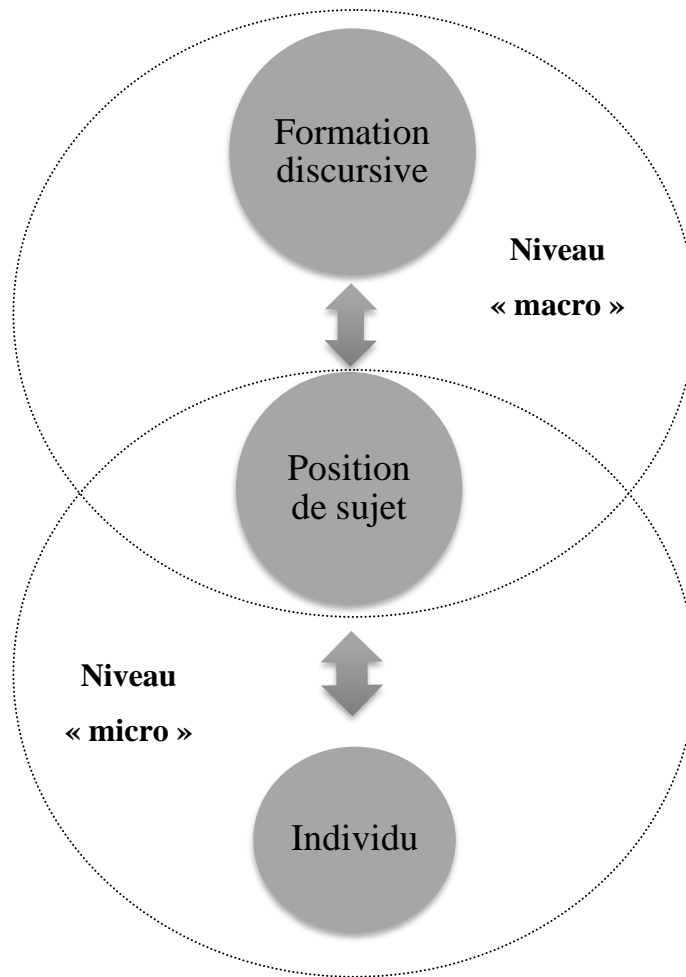 Formation
discursive
Niveau
« macro »
Position
de sujet
Niveau
« micro »
Individu